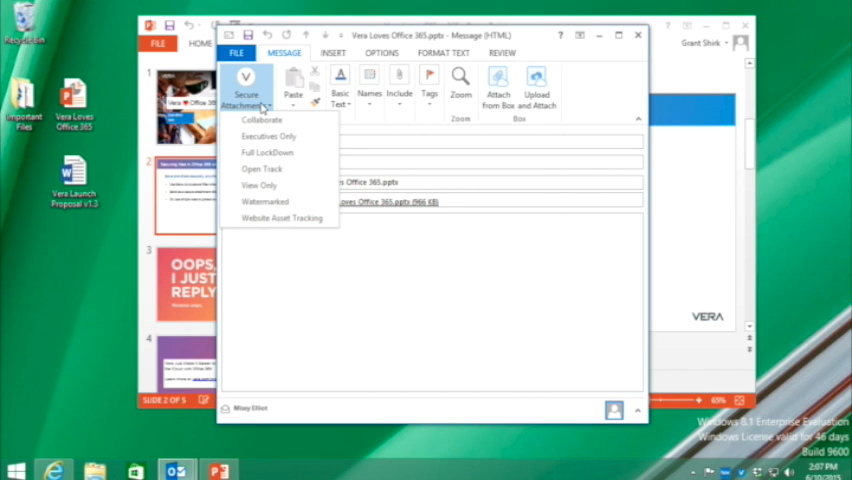 Recycle Bin
Important
Files
Vera Loves
Office 365
Vera Launch
Proposal v1.3
FILE
HOME
Grant Shirk
Vera Loves Office 365.pptx - Message (HTML)
FILE
MESSAGE
INSERT
OPTIONS
FORMAT TEXT
REVIEW
Secure
Attachments
Paste
Basic
Text
Names
Include
Tags
Zoom
Attach
from Box
Upload
and Attach
Zoom
Box
Collaborate
Executives Only
Full LockDown
Open Track
View Only
Watermarked
Website Asset Tracking
es Office 365.pptx
Loves Office 365.pptx (966 KB)
1
2
3
OOPS,
I JUST
REPLY
4
VERA
Missy Elliot
SLIDE 2 OF 5
65%
Windows 8.1 Enterprise Evaluation
Windows License valid for 46 days
Build 9600
2:07 PM
6/10/2015